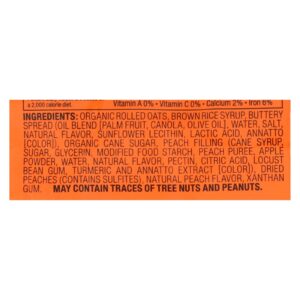 a 2,000 calorie diet.
Vitamin A 0% • Vitamin C 0% • Calcium 2% • Iron 6%
INGREDIENTS: ORGANIC ROLLED OATS, BROWN RICE SYRUP, BUTTERY
SPREAD (OIL BLEND [PALM FRUIT, CANOLA, OLIVE OIL], WATER, SALT,
NATURAL FLAVOR, SUNFLOWER LECITHIN, LACTIC ACID, ANNATTO
[COLOR]), ORGANIC CANE SUGAR, PEACH FILLING (CANE SYRUP,
SUGAR, GLYCERIN, MODIFIED FOOD STARCH, PEACH PUREE, APPLE
POWDER, WATER, NATURAL FLAVOR, PECTIN, CITRIC ACID, LOCUST
BEAN GUM, TURMERIC AND ANNATTO EXTRACT [COLOR]), DRIED
PEACHES (CONTAINS SULFITES), NATURAL PEACH FLAVOR, XANTHAN
GUM. MAY CONTAIN TRACES OF TREE NUTS AND PEANUTS.